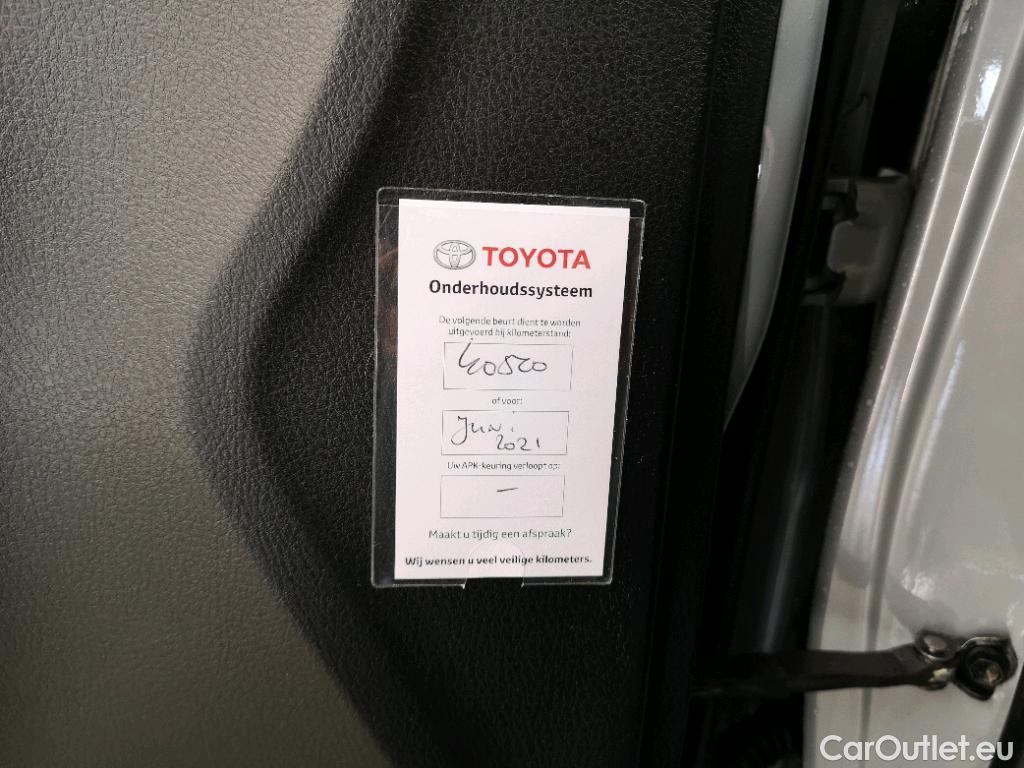 TOYOTA
Onderhoudssysteem
De volgende beurt dient te worden
uitgevoerd bij kilometerstand:
40500
of voor:
Juni
2021
Uw APK-keuring verloopt op:
-
Maakt u tijdig een afspraak?
Wij wensen u veel veilige kilometers.
CarOutlet.eu